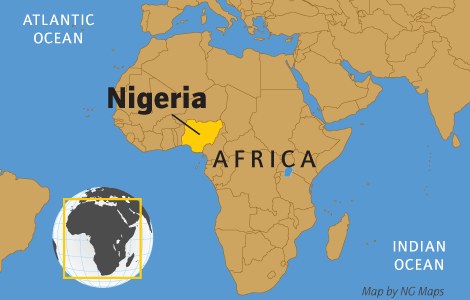 ATLANTIC
OCEAN
Nigeria
AFRICA
INDIAN
OCEAN
Map by NG Maps